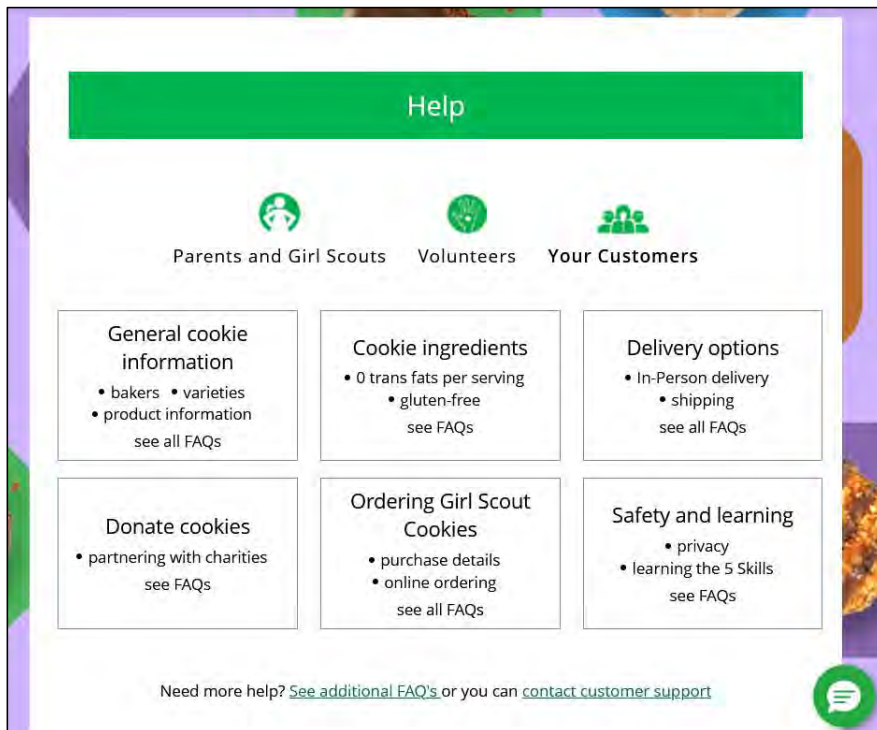 Help
Parents and Girl Scouts Volunteers Your Customers
General cookie
information
• bakers • varieties
• product information
see all FAQs
Cookie ingredients
• 0 trans fats per serving
• gluten-free
see FAQs
Delivery options
• In-Person delivery
• shipping
see all FAQs
Donate cookies
• partnering with charities
see FAQs
Ordering Girl Scout
Cookies
• purchase details
• online ordering
see all FAQs
Safety and learning
• privacy
• learning the 5 Skills
see FAQs
Need more help? See additional FAQ's or you can contact customer support